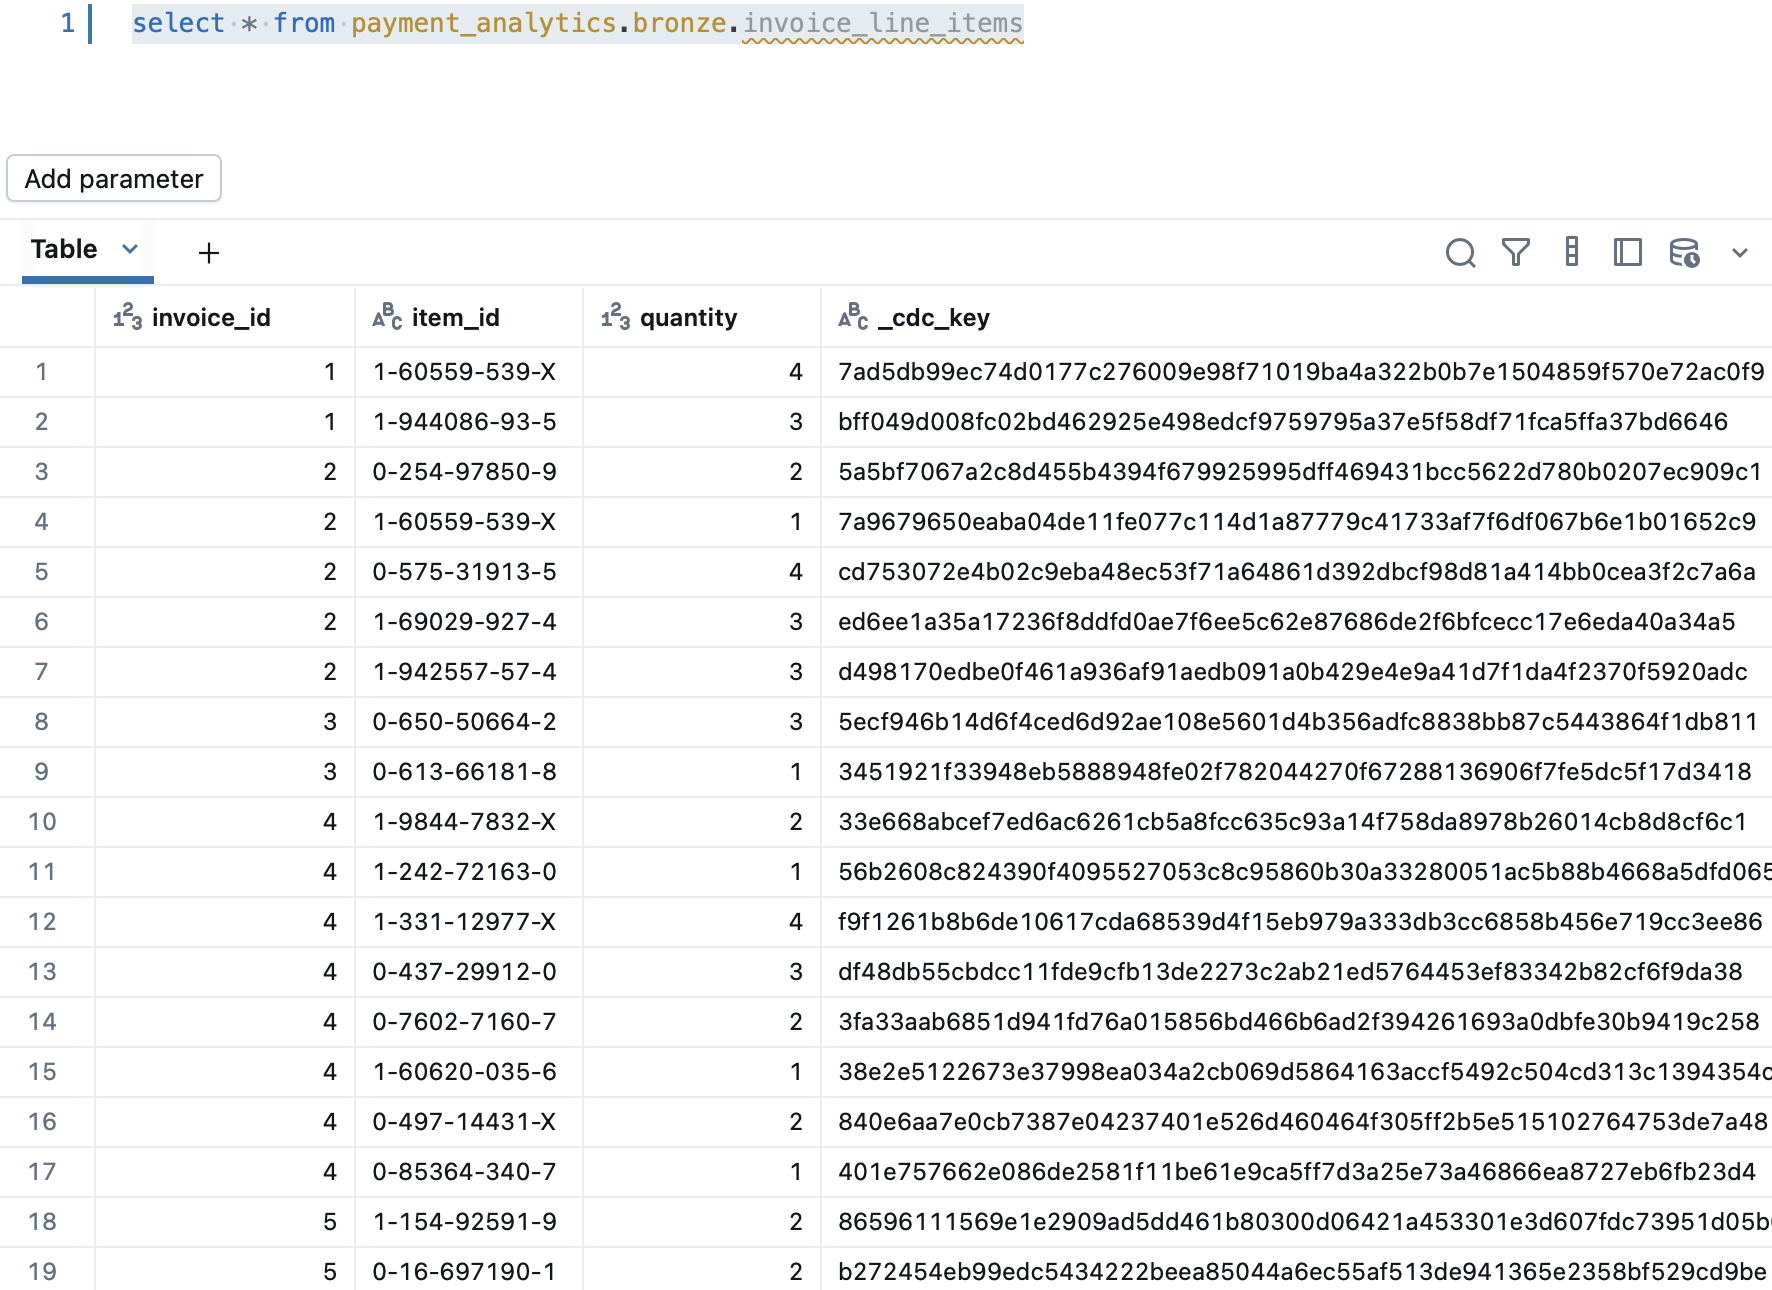 1 select * from payment_analytics.bronze.invoice_line_items
Add parameter
Table +
123 invoice_id ABC item_id 123 quantity ABC _cdc_key
1 1 1-60559-539-X 4 7ad5db99ec74d0177c276009e98f71019ba4a322b0b7e1504859f570e72ac0f9
2 1 1-944086-93-5 3 bff049d008fc02bd462925e498edcf9759795a37e5f58df71fca5ffa37bd6646
3 2 0-254-97850-9 2 5a5bf7067a2c8d455b4394f679925995dff469431bcc5622d780b0207ec909c1
4 2 1-60559-539-X 1 7a9679650eaba04de11fe077c114d1a87779c41733af7f6df067b6e1b01652c9
5 2 0-575-31913-5 4 cd753072e4b02c9eba48ec53f71a64861d392dbcf98d81a414bb0cea3f2c7a6a
6 2 1-69029-927-4 3 ed6ee1a35a17236f8ddfd0ae7f6ee5c62e87686de2f6bfcecc17e6eda40a34a5
7 2 1-942557-57-4 3 d498170edbe0f461a936af91aedb091a0b429e4e9a41d7f1da4f2370f5920adc
8 3 0-650-50664-2 3 5ecf946b14d6f4ced6d92ae108e5601d4b356adfc8838bb87c5443864f1db811
9 3 0-613-66181-8 1 3451921f33948eb5888948fe02f782044270f67288136906f7fe5dc5f17d3418
10 4 1-9844-7832-X 2 33e668abcef7ed6ac6261cb5a8fcc635c93a14f758da8978b26014cb8d8cf6c1
11 4 1-242-72163-0 1 56b2608c824390f4095527053c8c95860b30a33280051ac5b88b4668a5dfd065
12 4 1-331-12977-X 4 f9f1261b8b6de10617cda68539d4f15eb979a333db3cc6858b456e719cc3ee86
13 4 0-437-29912-0 3 df48db55cbdcc11fde9cfb13de2273c2ab21ed5764453ef83342b82cf6f9da38
14 4 0-7602-7160-7 2 3fa33aab6851d941fd76a015856bd466b6ad2f394261693a0dbfe30b9419c258
15 4 1-60620-035-6 1 38e2e5122673e37998ea034a2cb069d5864163accf5492c504cd313c1394354c
16 4 0-497-14431-X 2 840e6aa7e0cb7387e04237401e526d460464f305ff2b5e515102764753de7a48
17 4 0-85364-340-7 1 401e757662e086de2581f11be61e9ca5ff7d3a25e73a46866ea8727eb6fb23d4
18 5 1-154-92591-9 2 86596111569e1e2909ad5dd461b80300d06421a453301e3d607fdc73951d05b
19 5 0-16-697190-1 2 b272454eb99edc5434222beea85044a6ec55af513de941365e2358bf529cd9be